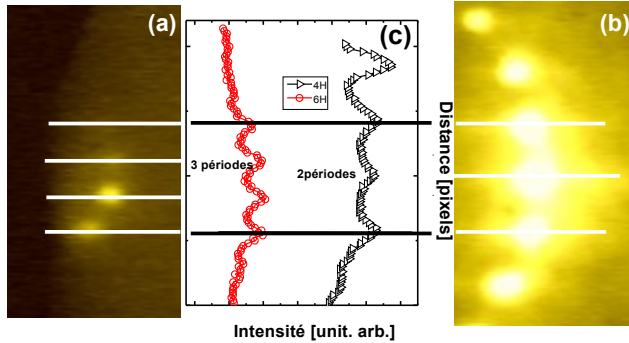 (a)
(c)
(b)
4H
6H
3 périodes
2périodes
Distance [pixels]
Intensité [unit. arb.]